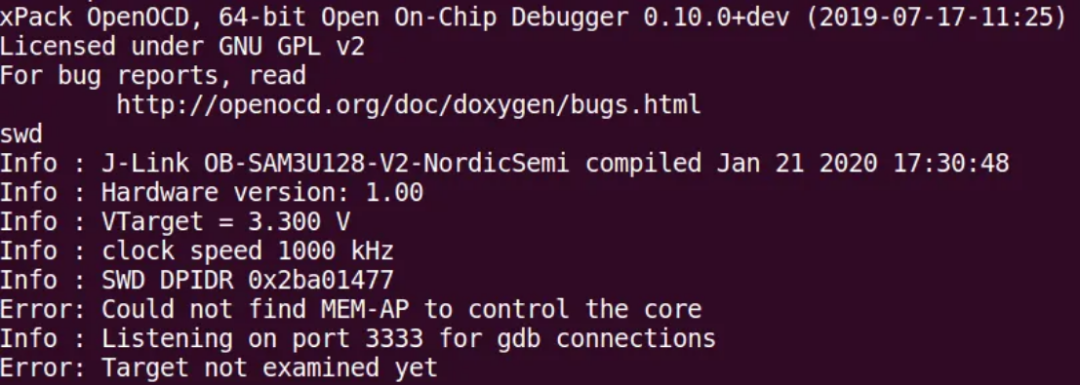 xPack OpenOCD, 64-bit Open On-Chip Debugger 0.10.0+dev (2019-07-17-11:25)
Licensed under GNU GPL v2
For bug reports, read
        http://openocd.org/doc/doxygen/bugs.html
swd
Info : J-Link OB-SAM3U128-V2-NordicSemi compiled Jan 21 2020 17:30:48
Info : Hardware version: 1.00
Info : VTarget = 3.300 V
Info : clock speed 1000 kHz
Info : SWD DPIDR 0x2ba01477
Error: Could not find MEM-AP to control the core
Info : Listening on port 3333 for gdb connections
Error: Target not examined yet